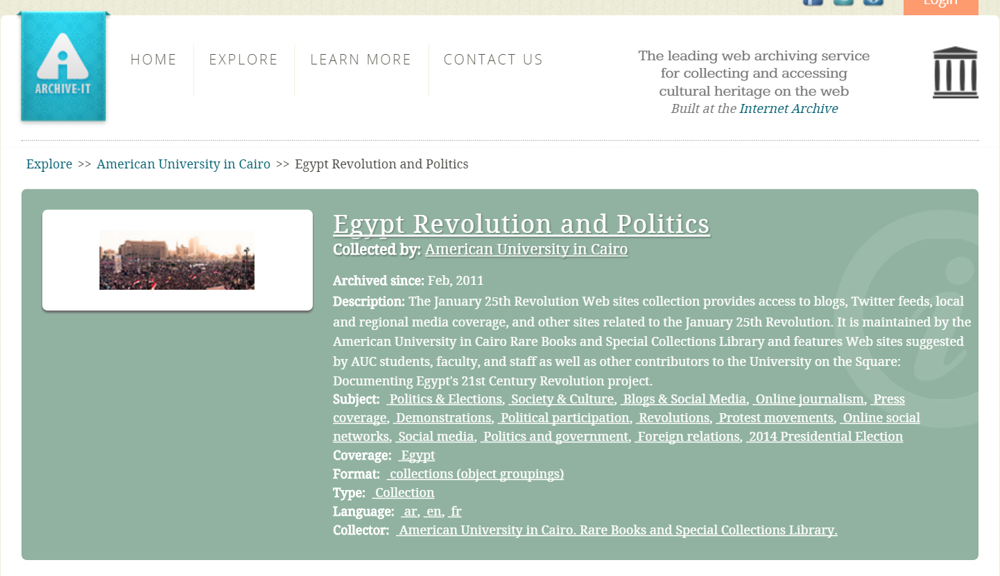 Login
ARCHIVE-IT
HOME
EXPLORE
LEARN MORE
CONTACT US
The leading web archiving service
for collecting and accessing
cultural heritage on the web
Built at the Internet Archive
Explore >> American University in Cairo >> Egypt Revolution and Politics
Egypt Revolution and Politics
Collected by: American University in Cairo
Archived since: Feb, 2011
Description: The January 25th Revolution Web sites collection provides access to blogs, Twitter feeds, local
and regional media coverage, and other sites related to the January 25th Revolution. It is maintained by the
American University in Cairo Rare Books and Special Collections Library and features Web sites suggested
by AUC students, faculty, and staff as well as other contributors to the University on the Square:
Documenting Egypt's 21st Century Revolution project.
Subject: Politics & Elections, Society & Culture, Blogs & Social Media, Online journalism, Press
coverage, Demonstrations, Political participation, Revolutions, Protest movements, Online social
networks, Social media, Politics and government, Foreign relations, 2014 Presidential Election
Coverage: Egypt
Format: collections (object groupings)
Type: Collection
Language: ar, en, fr
Collector: American University in Cairo. Rare Books and Special Collections Library.